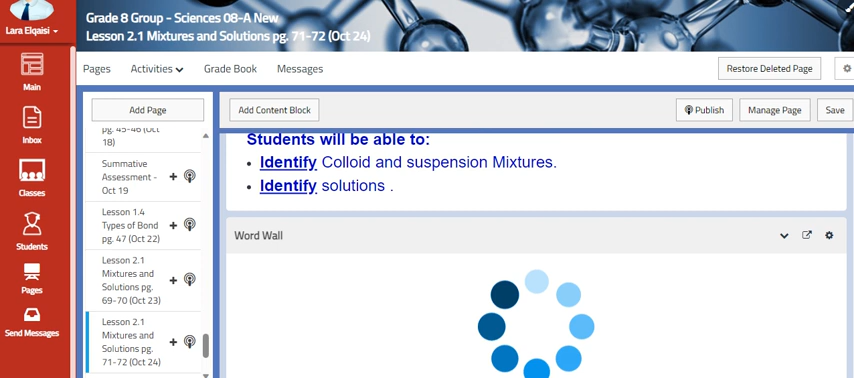 Lara Elqaisi
Main
Inbox
Classes
Students
Pages
Send Messages
Grade 8 Group - Sciences 08-A New
Lesson 2.1 Mixtures and Solutions pg. 71-72 (Oct 24)
Pages Activities Grade Book Messages Restore Deleted Page
Add Page
pg. 45-46 (Oct
18)
Summative
Assessment -
Oct 19
Lesson 1.4
Types of Bond
pg. 47 (Oct 22)
Lesson 2.1
Mixtures and
Solutions pg.
69-70 (Oct 23)
Lesson 2.1
Mixtures and
Solutions pg.
71-72 (Oct 24)
Add Content Block Publish Manage Page Save
Students will be able to:
• Identify Colloid and suspension Mixtures.
• Identify solutions .
Word Wall